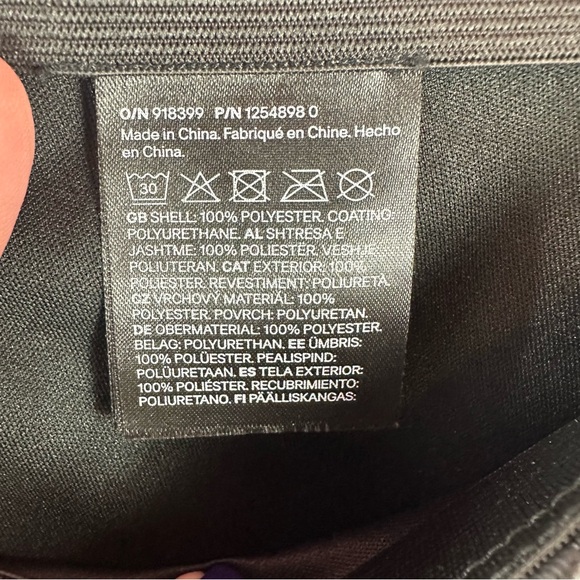 O/N 918399 P/N 1254898 0
Made in China. Fabriqué en Chine. Hecho
en China.
30
GB SHELL: 100% POLYESTER. COATING:
POLYURETHANE. AL SHTRESA E
JASHTME: 100% POLIESTER. VESHJE
POLIUTERAN. CAT EXTERIOR: 100%
POLIESTER. REVESTIMENT: POLIURETÀ.
CZ VRCHOVÝ MATERIÁL: 100%
POLYESTER. POVRCH: POLYURETAN.
DE OBERMATERIAL: 100% POLYESTER.
BELAG: POLYURETHAN. EE ÜMBRIS:
100% POLÜESTER. PEALISPIND:
POLÜURETAAN. ES TELA EXTERIOR:
100% POLIÉSTER. RECUBRIMIENTO:
POLIURETANO. FI PÄÄLLISKANGAS: